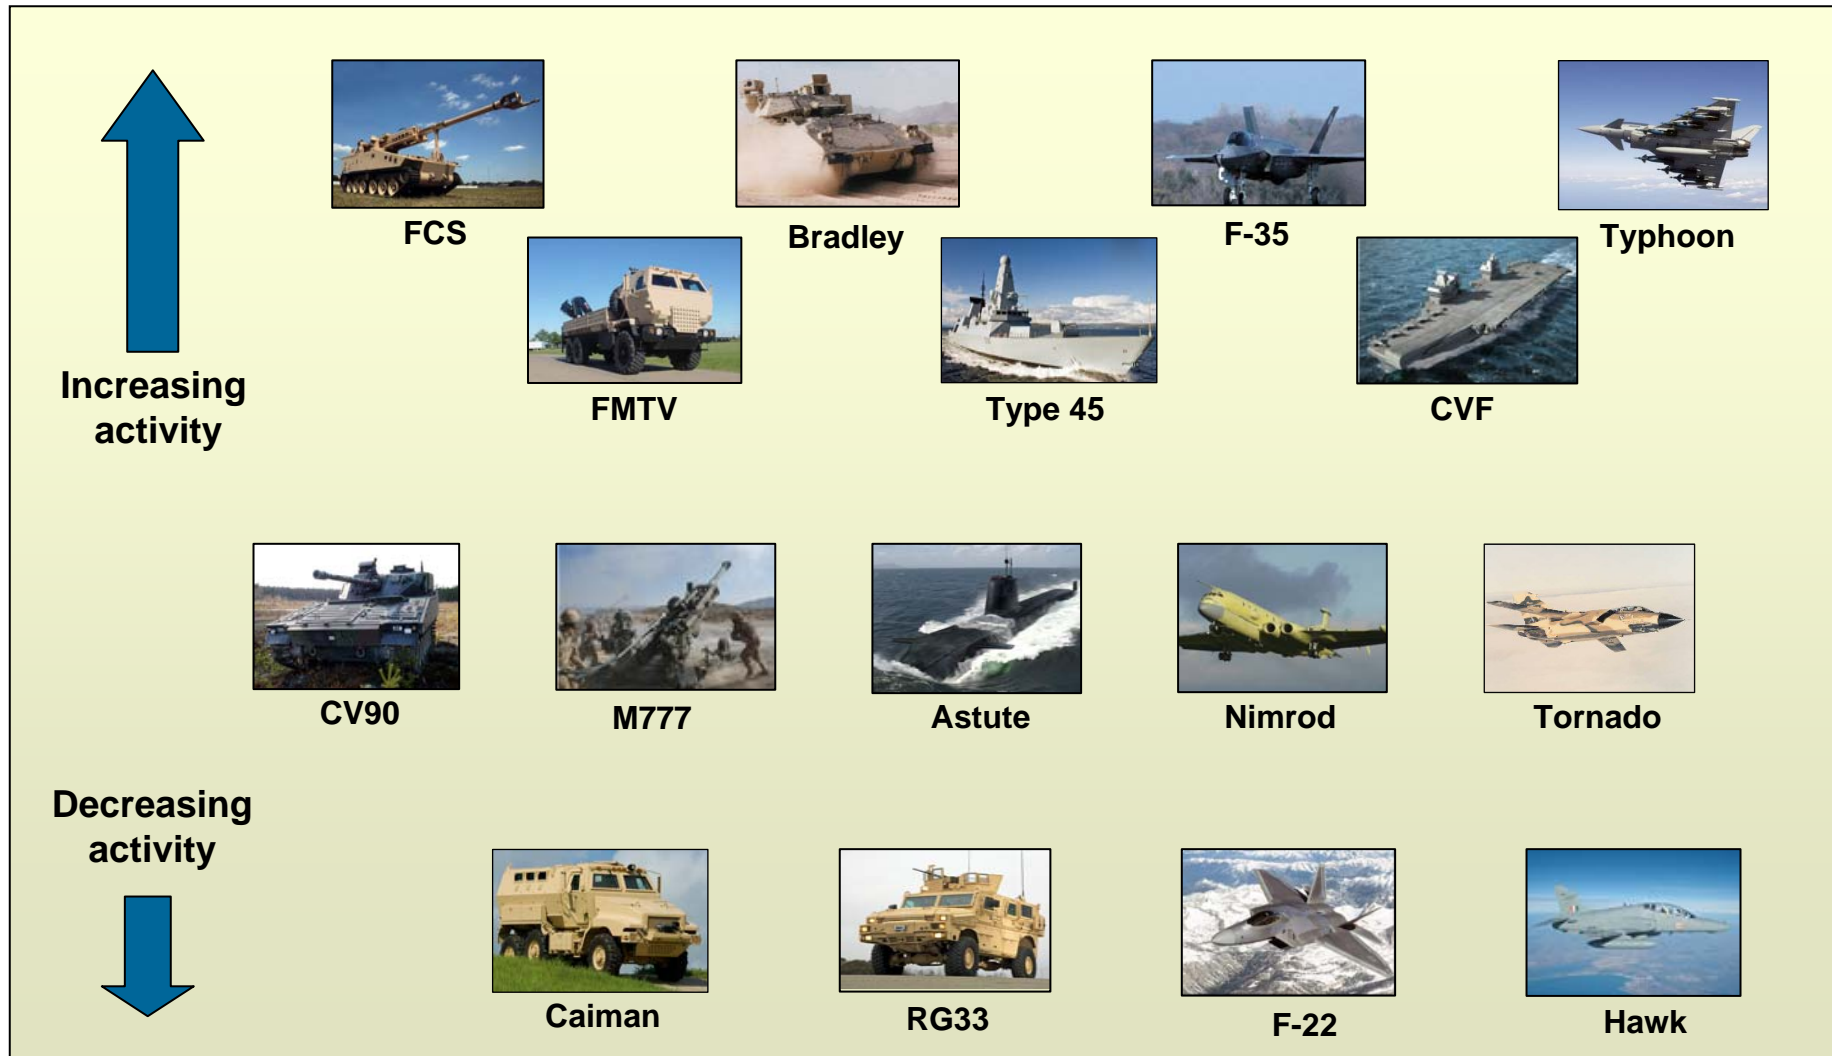 FCS
Bradley
F-35
Typhoon
Increasing
activity
FMTV
Type 45
CVF
CV90
M777
Astute
Nimrod
Tornado
Decreasing
activity
Caiman
RG33
F-22
Hawk